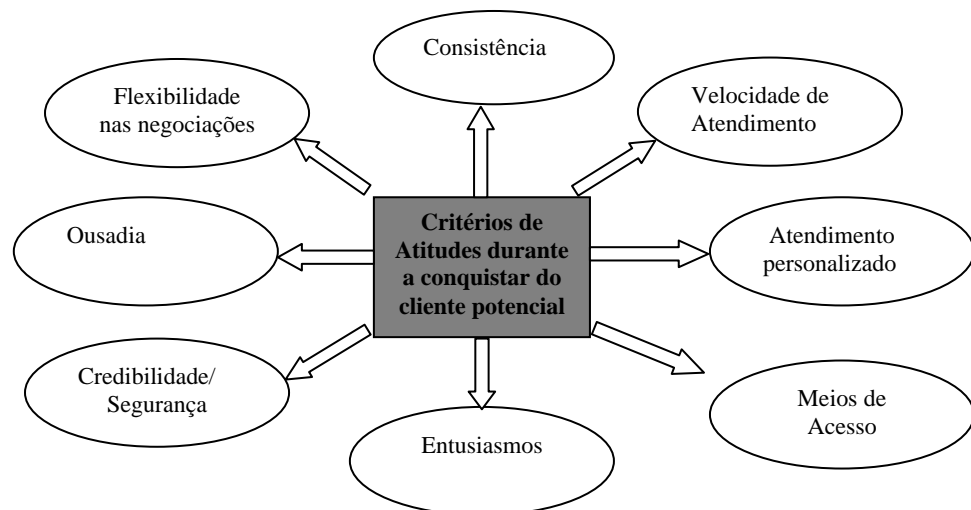 Consistência
Flexibilidade
nas negociações
Velocidade de
Atendimento
Ousadia
Critérios de
Atitudes durante
a conquistar do
cliente potencial
Atendimento
personalizado
Credibilidade/
Segurança
Entusiasmos
Meios de
Acesso